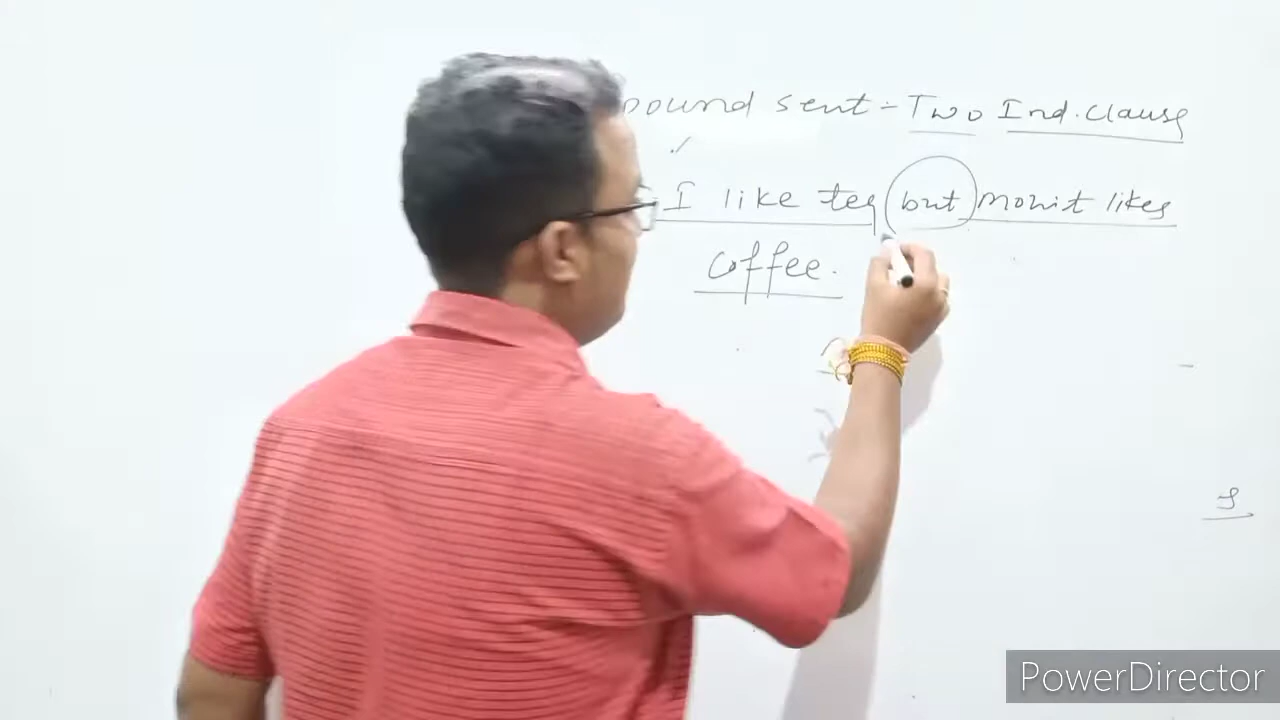 pound sent = Two Ind. Clause
I like tea but Mohit likes
coffee.
PowerDirector